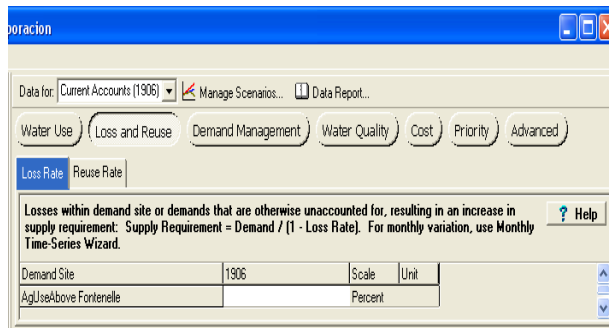 poracion
Data for: Current Accounts (1906) Manage Scenarios... Data Report...
Water Use Loss and Reuse Demand Management Water Quality Cost Priority Advanced
Loss Rate Reuse Rate
Losses within demand site or demands that are otherwise unaccounted for, resulting in an increase in
supply requirement: Supply Requirement = Demand / (1 - Loss Rate). For monthly variation, use Monthly
Time-Series Wizard.
? Help
Demand Site 1906 Scale Unit
AgUseAbove Fontenelle Percent